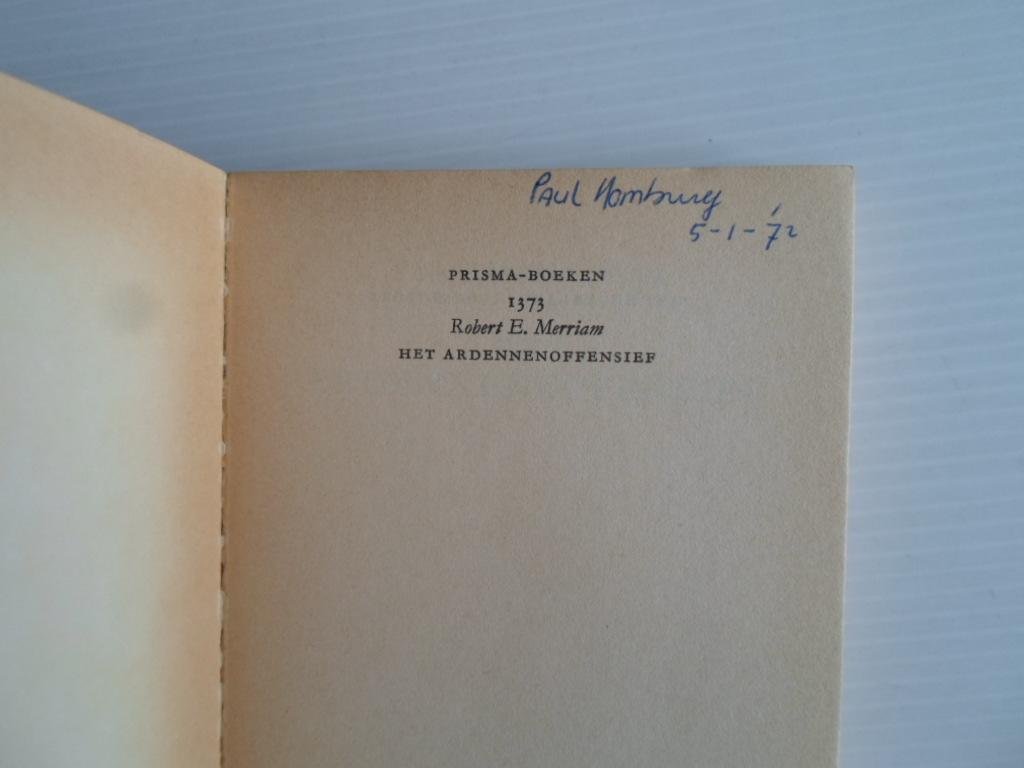 Paul Homburg
5-1-'72
PRISMA-BOEKEN
1373
Robert E. Merriam
HET ARDENNENOFFENSIEF